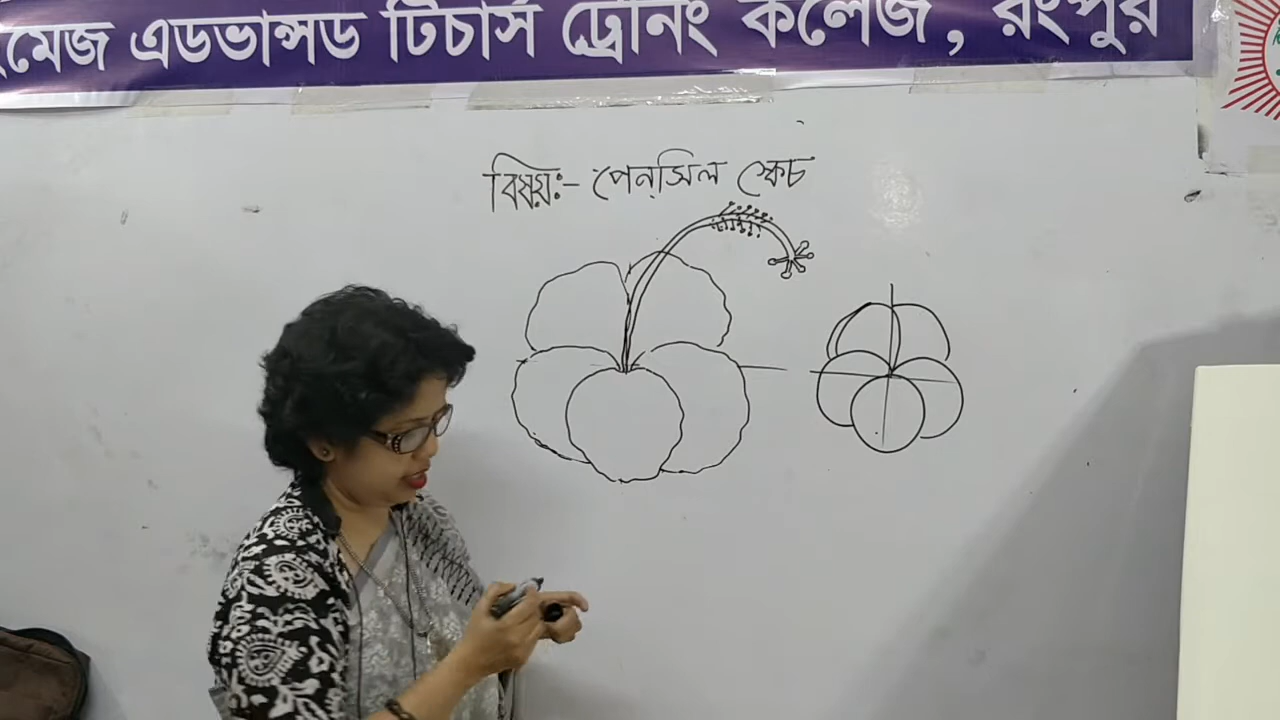 মেজ এডভান্সড টিচার্স ট্রেনিং কলেজ, রংপুর
বিষয়ঃ- পেন্সিল স্কেচ